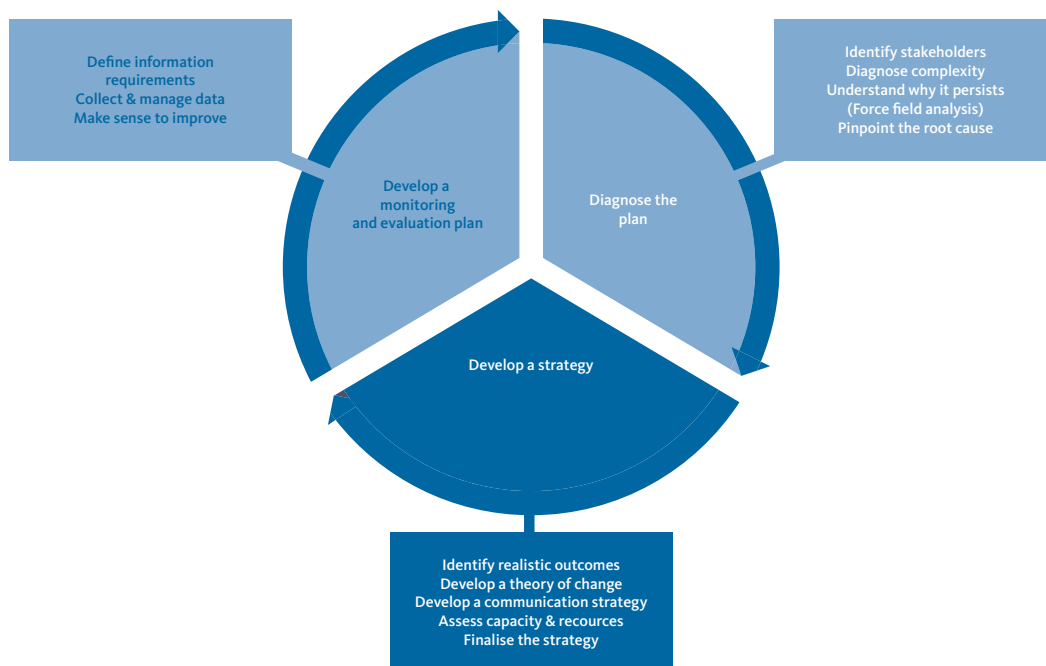 Define information
requirements
Collect & manage data
Make sense to improve
Identify stakeholders
Diagnose complexity
Understand why it persists
(Force field analysis)
Pinpoint the root cause
Develop a
monitoring
and evaluation plan
Diagnose the
plan
Develop a strategy
Identify realistic outcomes
Develop a theory of change
Develop a communication strategy
Assess capacity & recources
Finalise the strategy